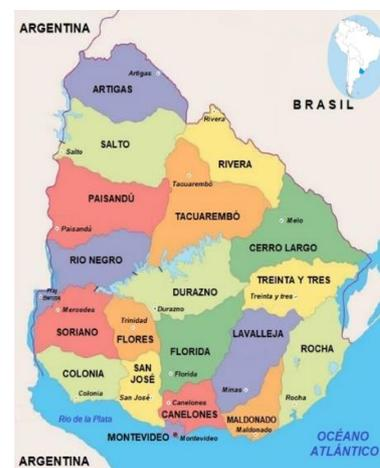 ARGENTINA
Artigas
ARTIGAS
BRASIL
Rivera
SALTO
Salto
RIVERA
Tacuarembó
PAISANDÚ
TACUAREMBÓ
Paisandú
Melo
CERRO LARGO
RIO NEGRO
TREINTA Y TRES
DURAZNO
Treinta y tres
Durazno
Mercedes
Trinidad
SORIANO
FLORES
LAVALLEJA
ROCHA
FLORIDA
COLONIA
SAN
JOSÉ
Florida
Minas
Colonia
San José
Canelones
Rocha
CANELONES
MALDONADO
Rio de la Plata
Maldonado
MONTEVIDEO
Montevideo
OCÉANO
ATLÁNTICO
ARGENTINA